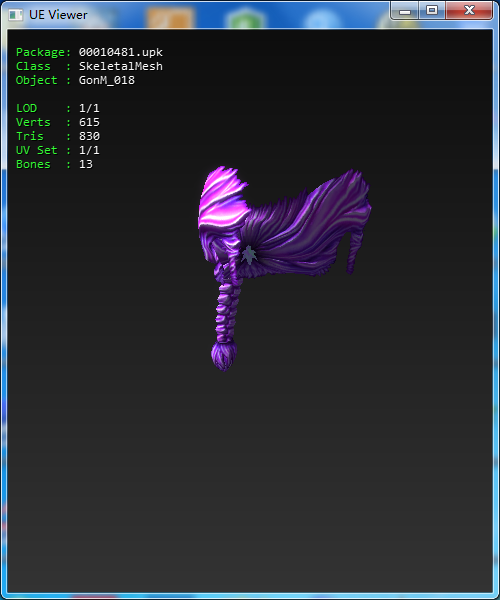 UE Viewer
Package: 00010481.upk
Class : SkeletalMesh
Object : GonM_018
LOD : 1/1
Verts : 615
Tris : 830
UV Set : 1/1
Bones : 13